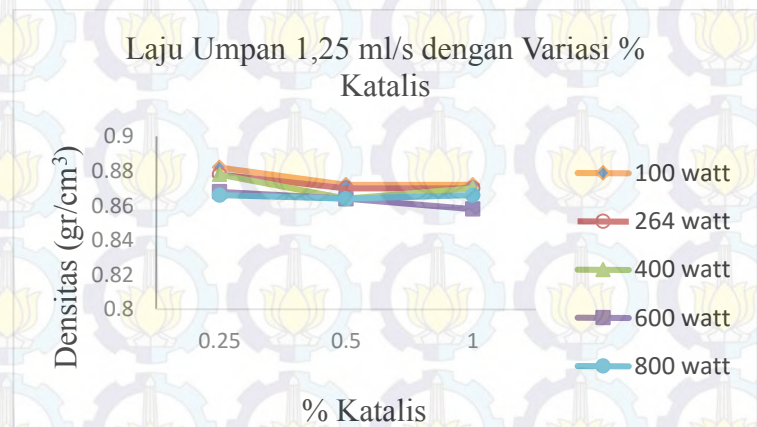 Laju Umpan 1,25 ml/s dengan Variasi %
Katalis
Densitas (gr/cm³)
0.9
0.88
0.86
0.84
0.82
0.8
0.25 0.5 1
% Katalis
100 watt
264 watt
400 watt
600 watt
800 watt